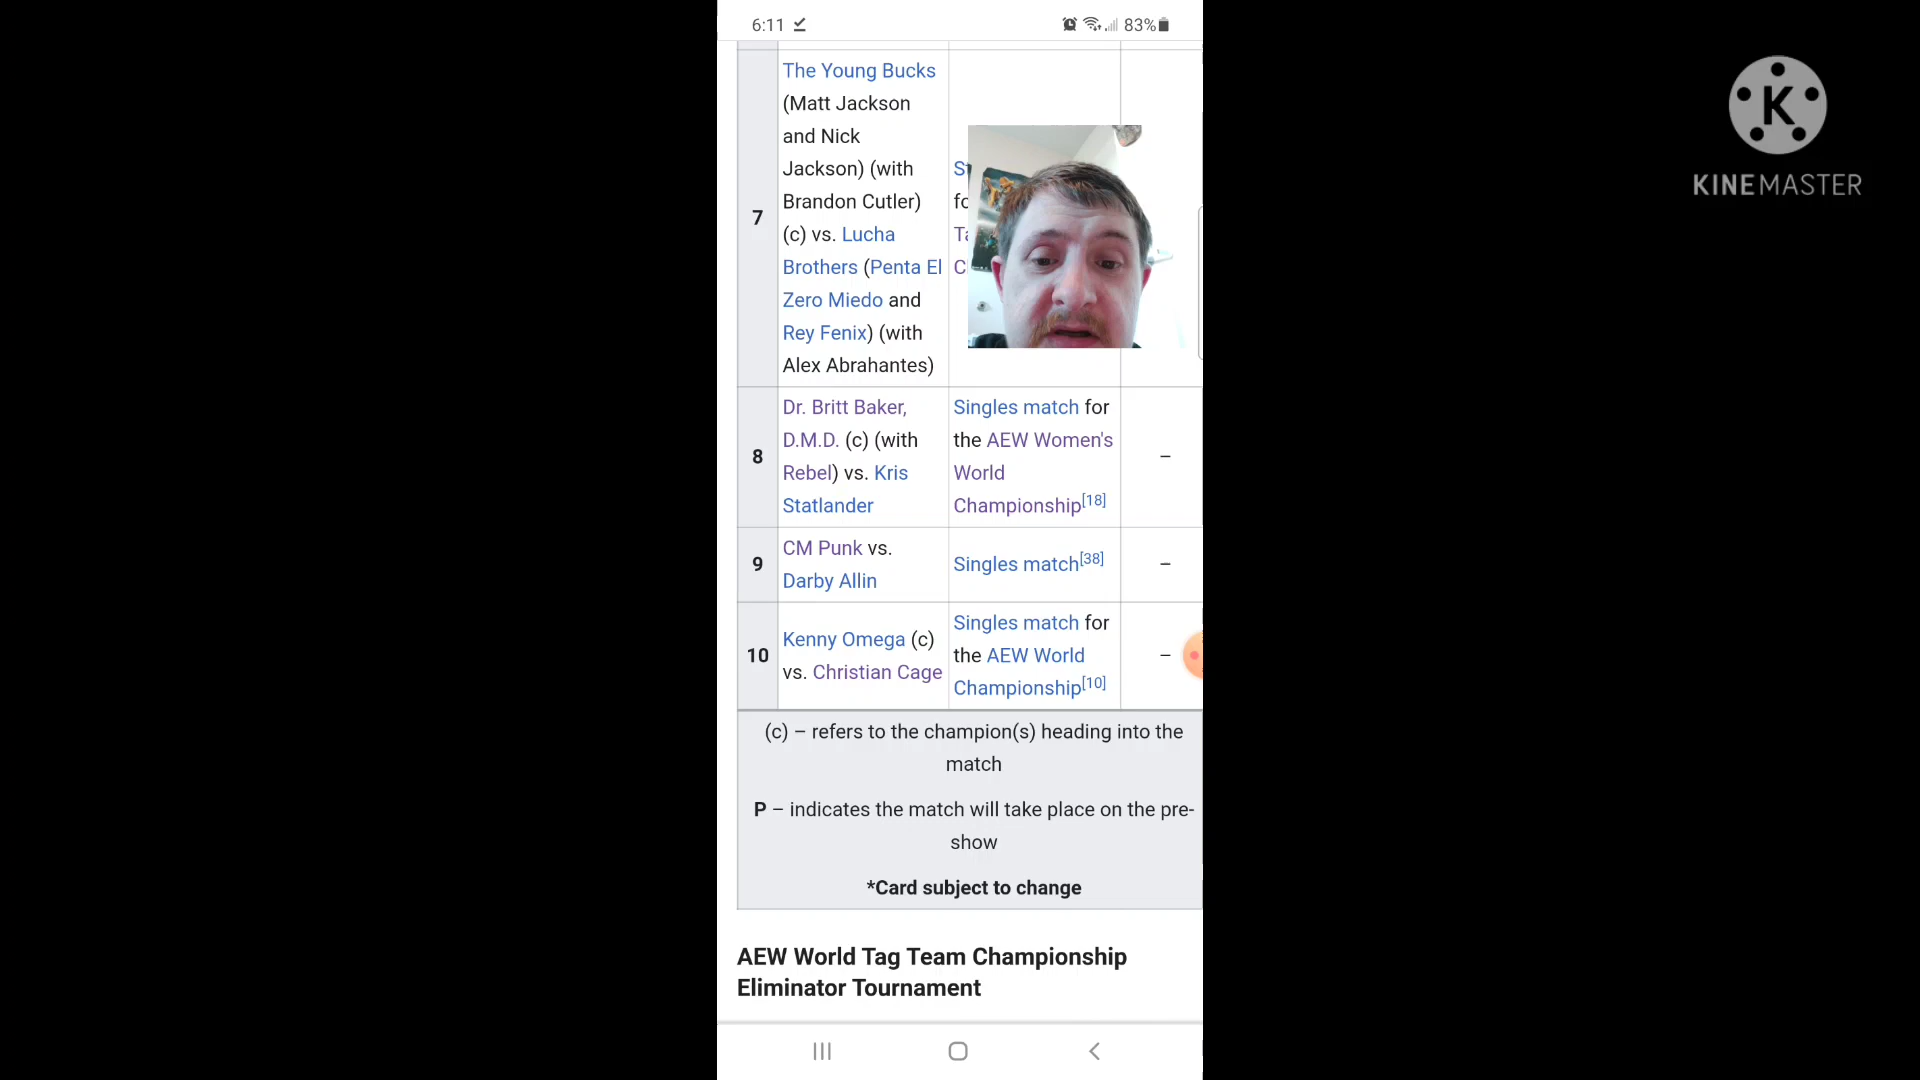 6:11
83%
KINEMASTER
The Young Bucks
(Matt Jackson
and Nick
Jackson) (with
Brandon Cutler)
(c) vs. Lucha
Brothers (Penta El
Zero Miedo and
Rey Fenix) (with
Alex Abrahantes)
7
8
Dr. Britt Baker,
D.M.D. (c) (with
Rebel) vs. Kris
Statlander
Singles match for
the AEW Women's
World
Championship[18]
–
9
CM Punk vs.
Darby Allin
Singles match[38]
–
10
Kenny Omega (c)
vs. Christian Cage
Singles match for
the AEW World
Championship[10]
–
(c) – refers to the champion(s) heading into the
match
P – indicates the match will take place on the pre-
show
*Card subject to change
AEW World Tag Team Championship
Eliminator Tournament